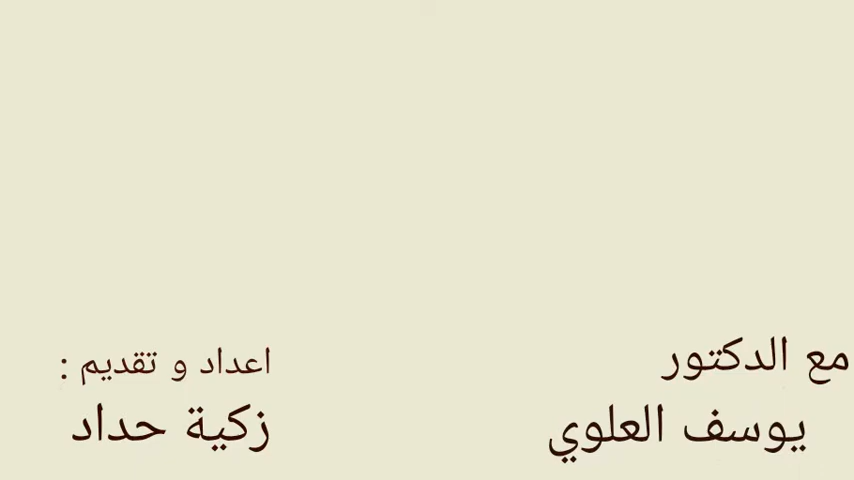 مع الدكتور
يوسف العلوي
اعداد و تقديم :
زكية حداد